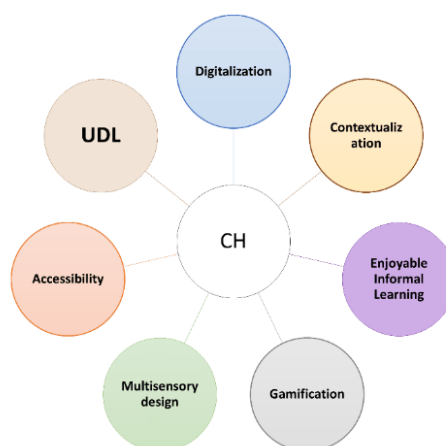 Digitalization
UDL
Contextualiz
ation
CH
Accessibility
Enjoyable
Informal
Learning
Multisensory
design
Gamification